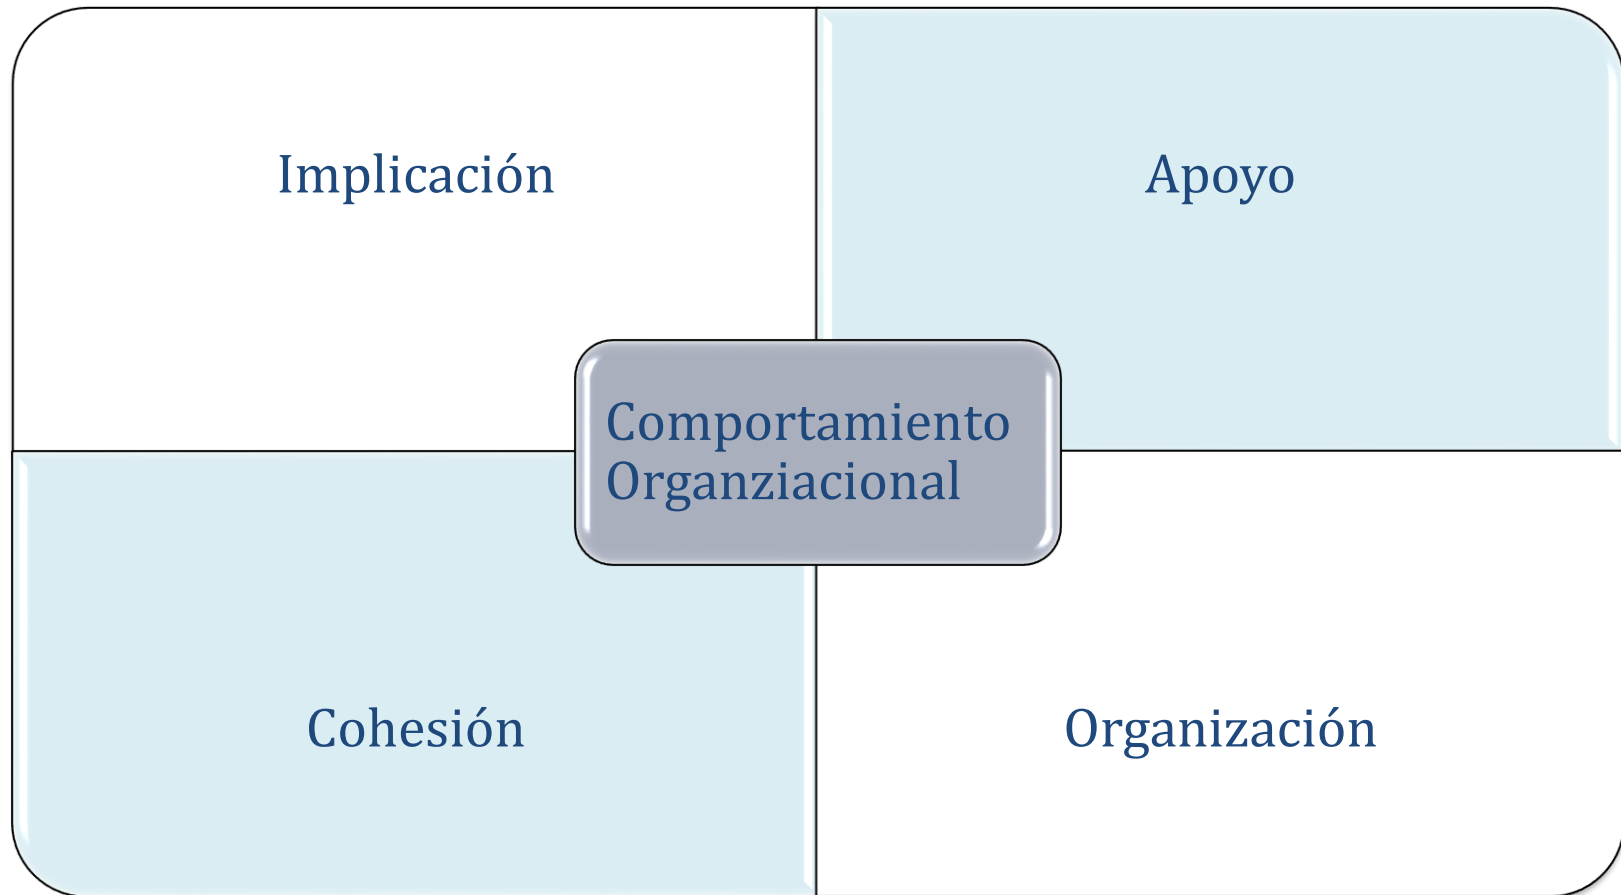 Implicación
Apoyo
Comportamiento
Organziacional
Cohesión
Organización